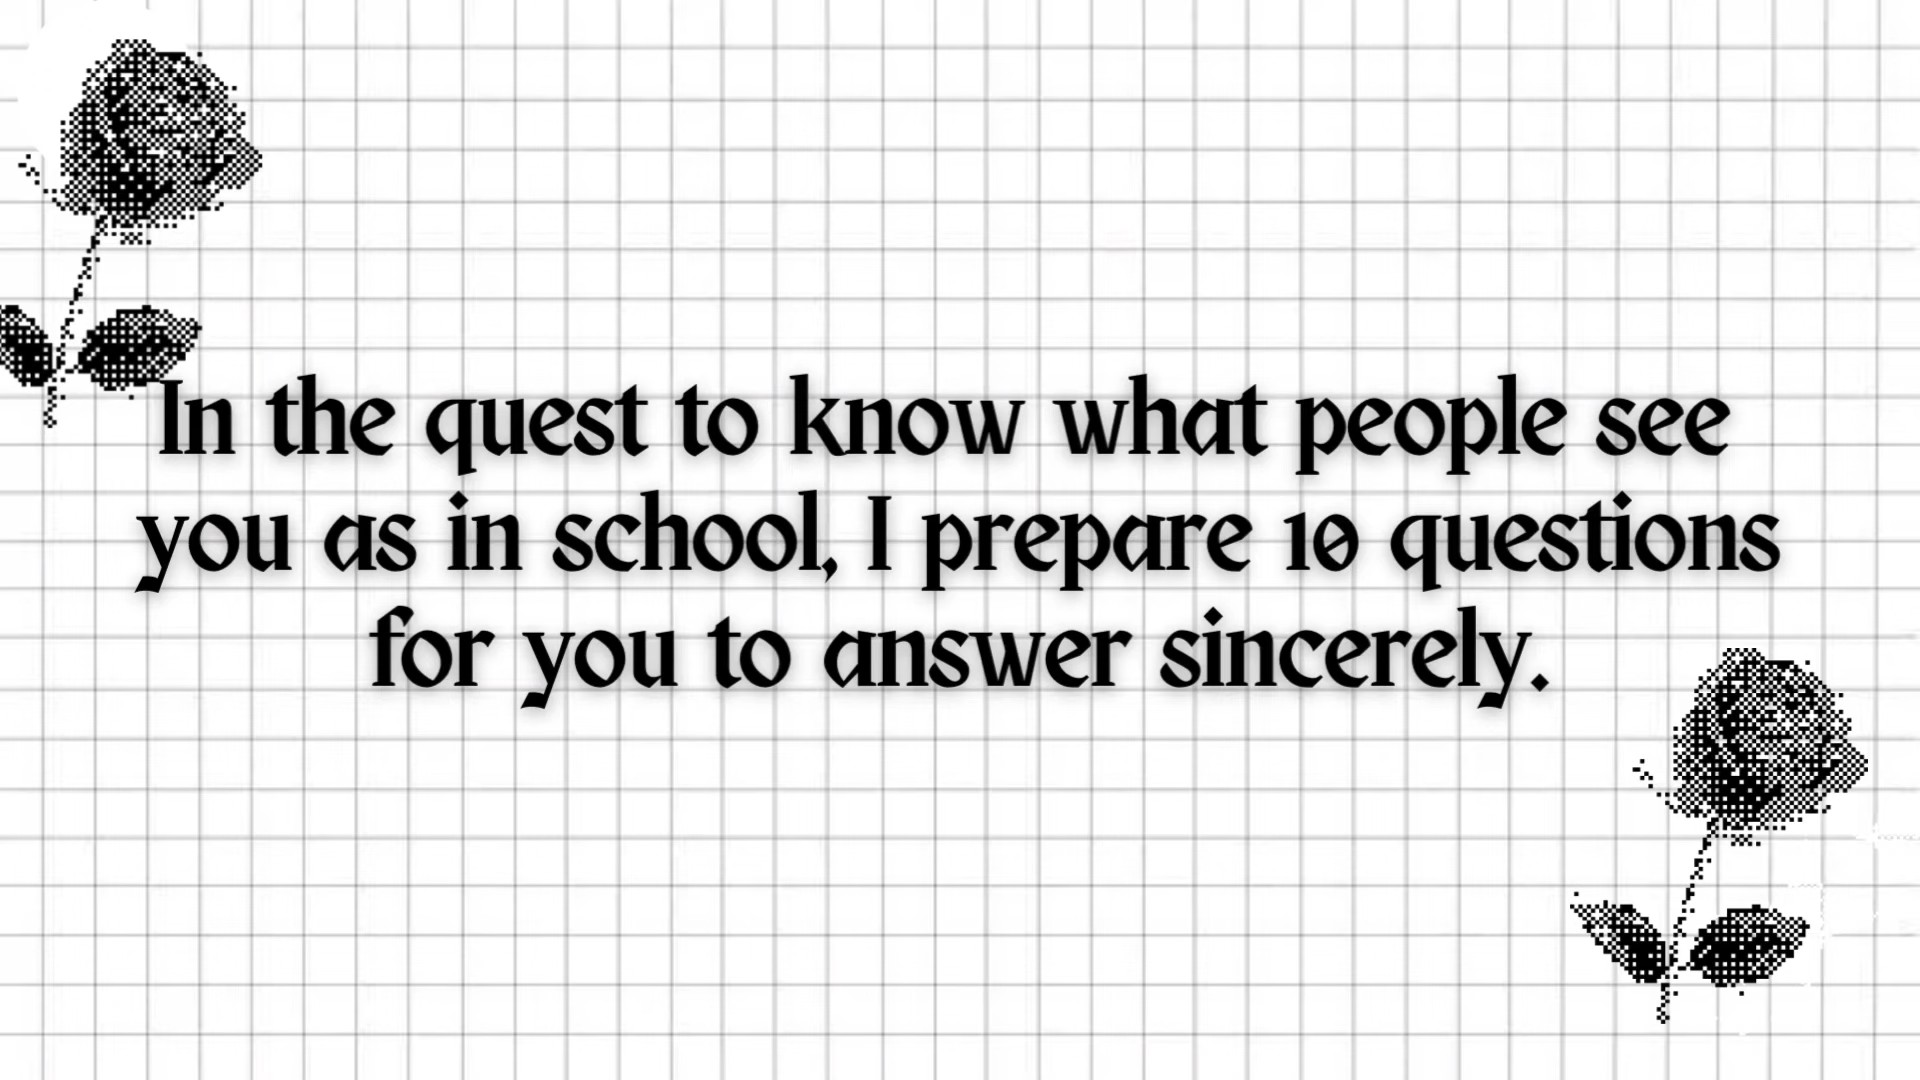 In the quest to know what people see
you as in school, I prepare 10 questions
for you to answer sincerely.